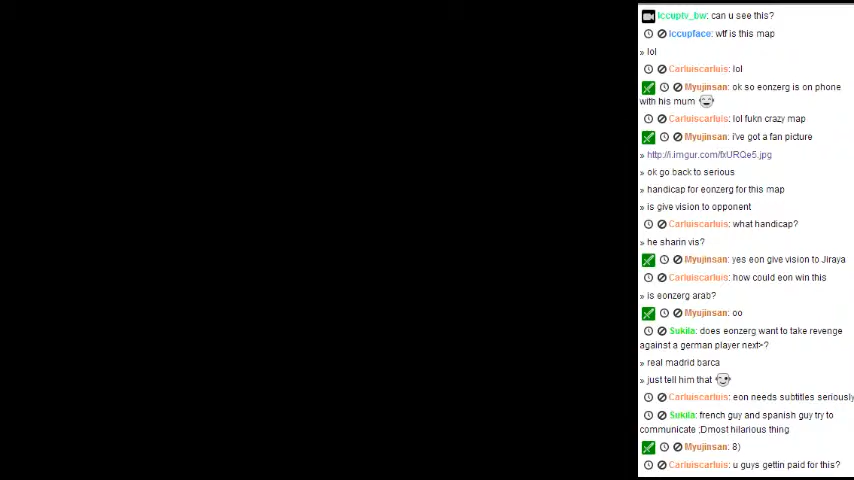 Iccuptv_bw: can u see this?
Iccupface: wtf is this map
» lol
Carluiscarluis: lol
Myujinsan: ok so eonzerg is on phone
with his mum
Carluiscarluis: lol fukn crazy map
Myujinsan: i've got a fan picture
» http://i.imgur.com/fxURQe5.jpg
» ok go back to serious
» handicap for eonzerg for this map
» is give vision to opponent
Carluiscarluis: what handicap?
» he sharin vis?
Myujinsan: yes eon give vision to Jiraya
Carluiscarluis: how could eon win this
» is eonzerg arab?
Myujinsan: oo
Sukila: does eonzerg want to take revenge
against a german player next>?
» real madrid barca
» just tell him that
Carluiscarluis: eon needs subtitles seriously
Sukila: french guy and spanish guy try to
communicate ;Dmost hilarious thing
Myujinsan: 8)
Carluiscarluis: u guys gettin paid for this?